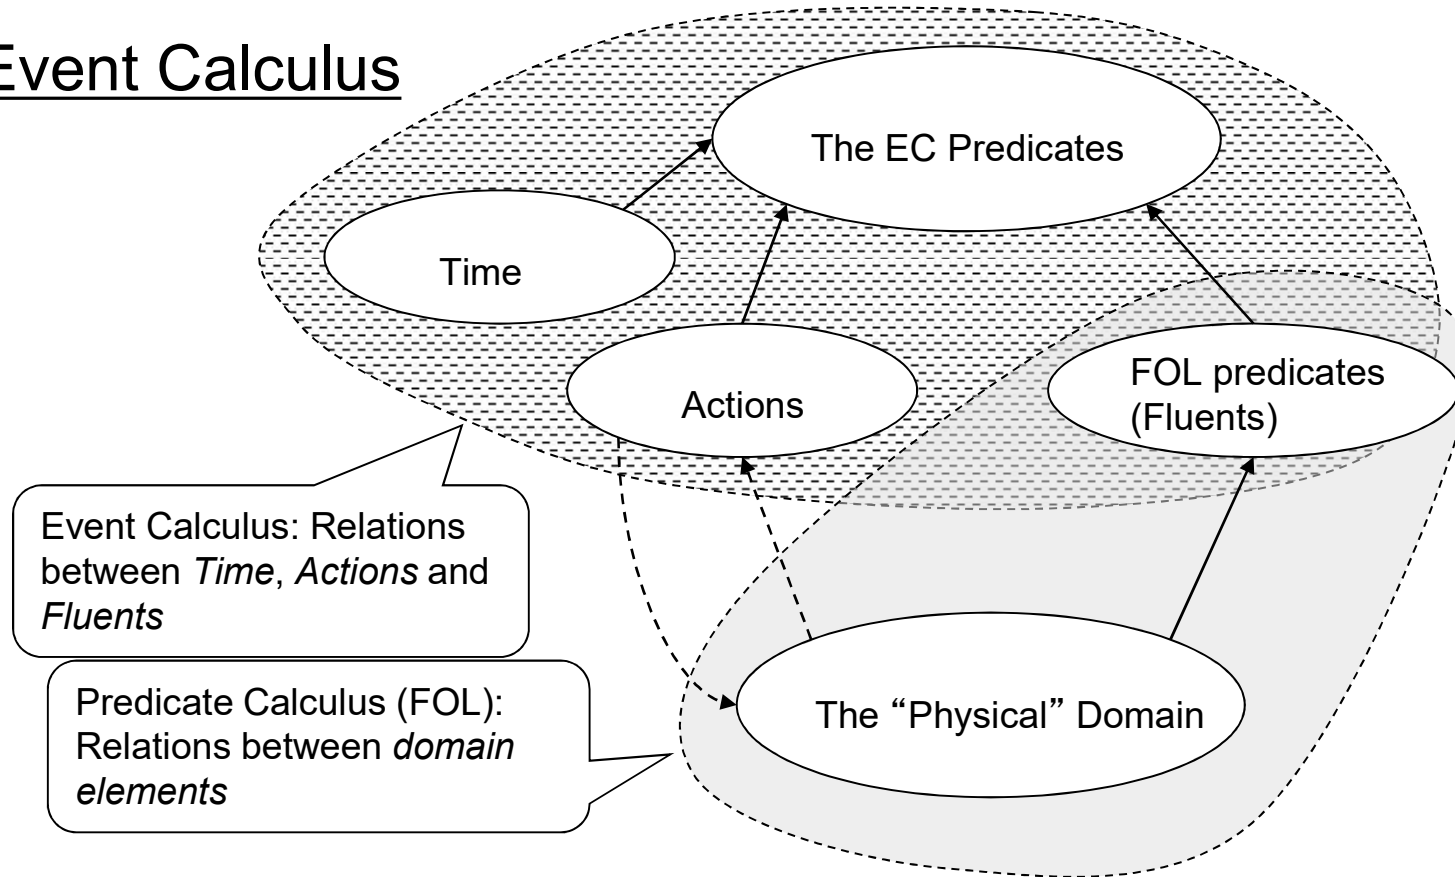 Event Calculus
The EC Predicates
Time
Actions
FOL predicates
(Fluents)
Event Calculus: Relations
between Time, Actions and
Fluents
Predicate Calculus (FOL):
Relations between domain
elements
The “Physical” Domain